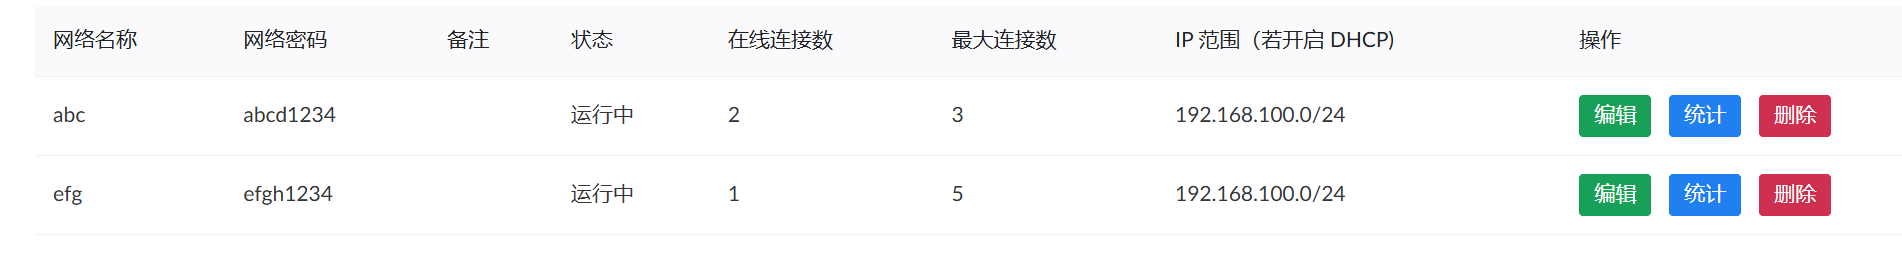 网络名称 网络密码 备注 状态 在线连接数 最大连接数 IP 范围（若开启 DHCP) 操作
abc abcd1234 运行中 2 3 192.168.100.0/24 编辑 统计 删除
efg efgh1234 运行中 1 5 192.168.100.0/24 编辑 统计 删除